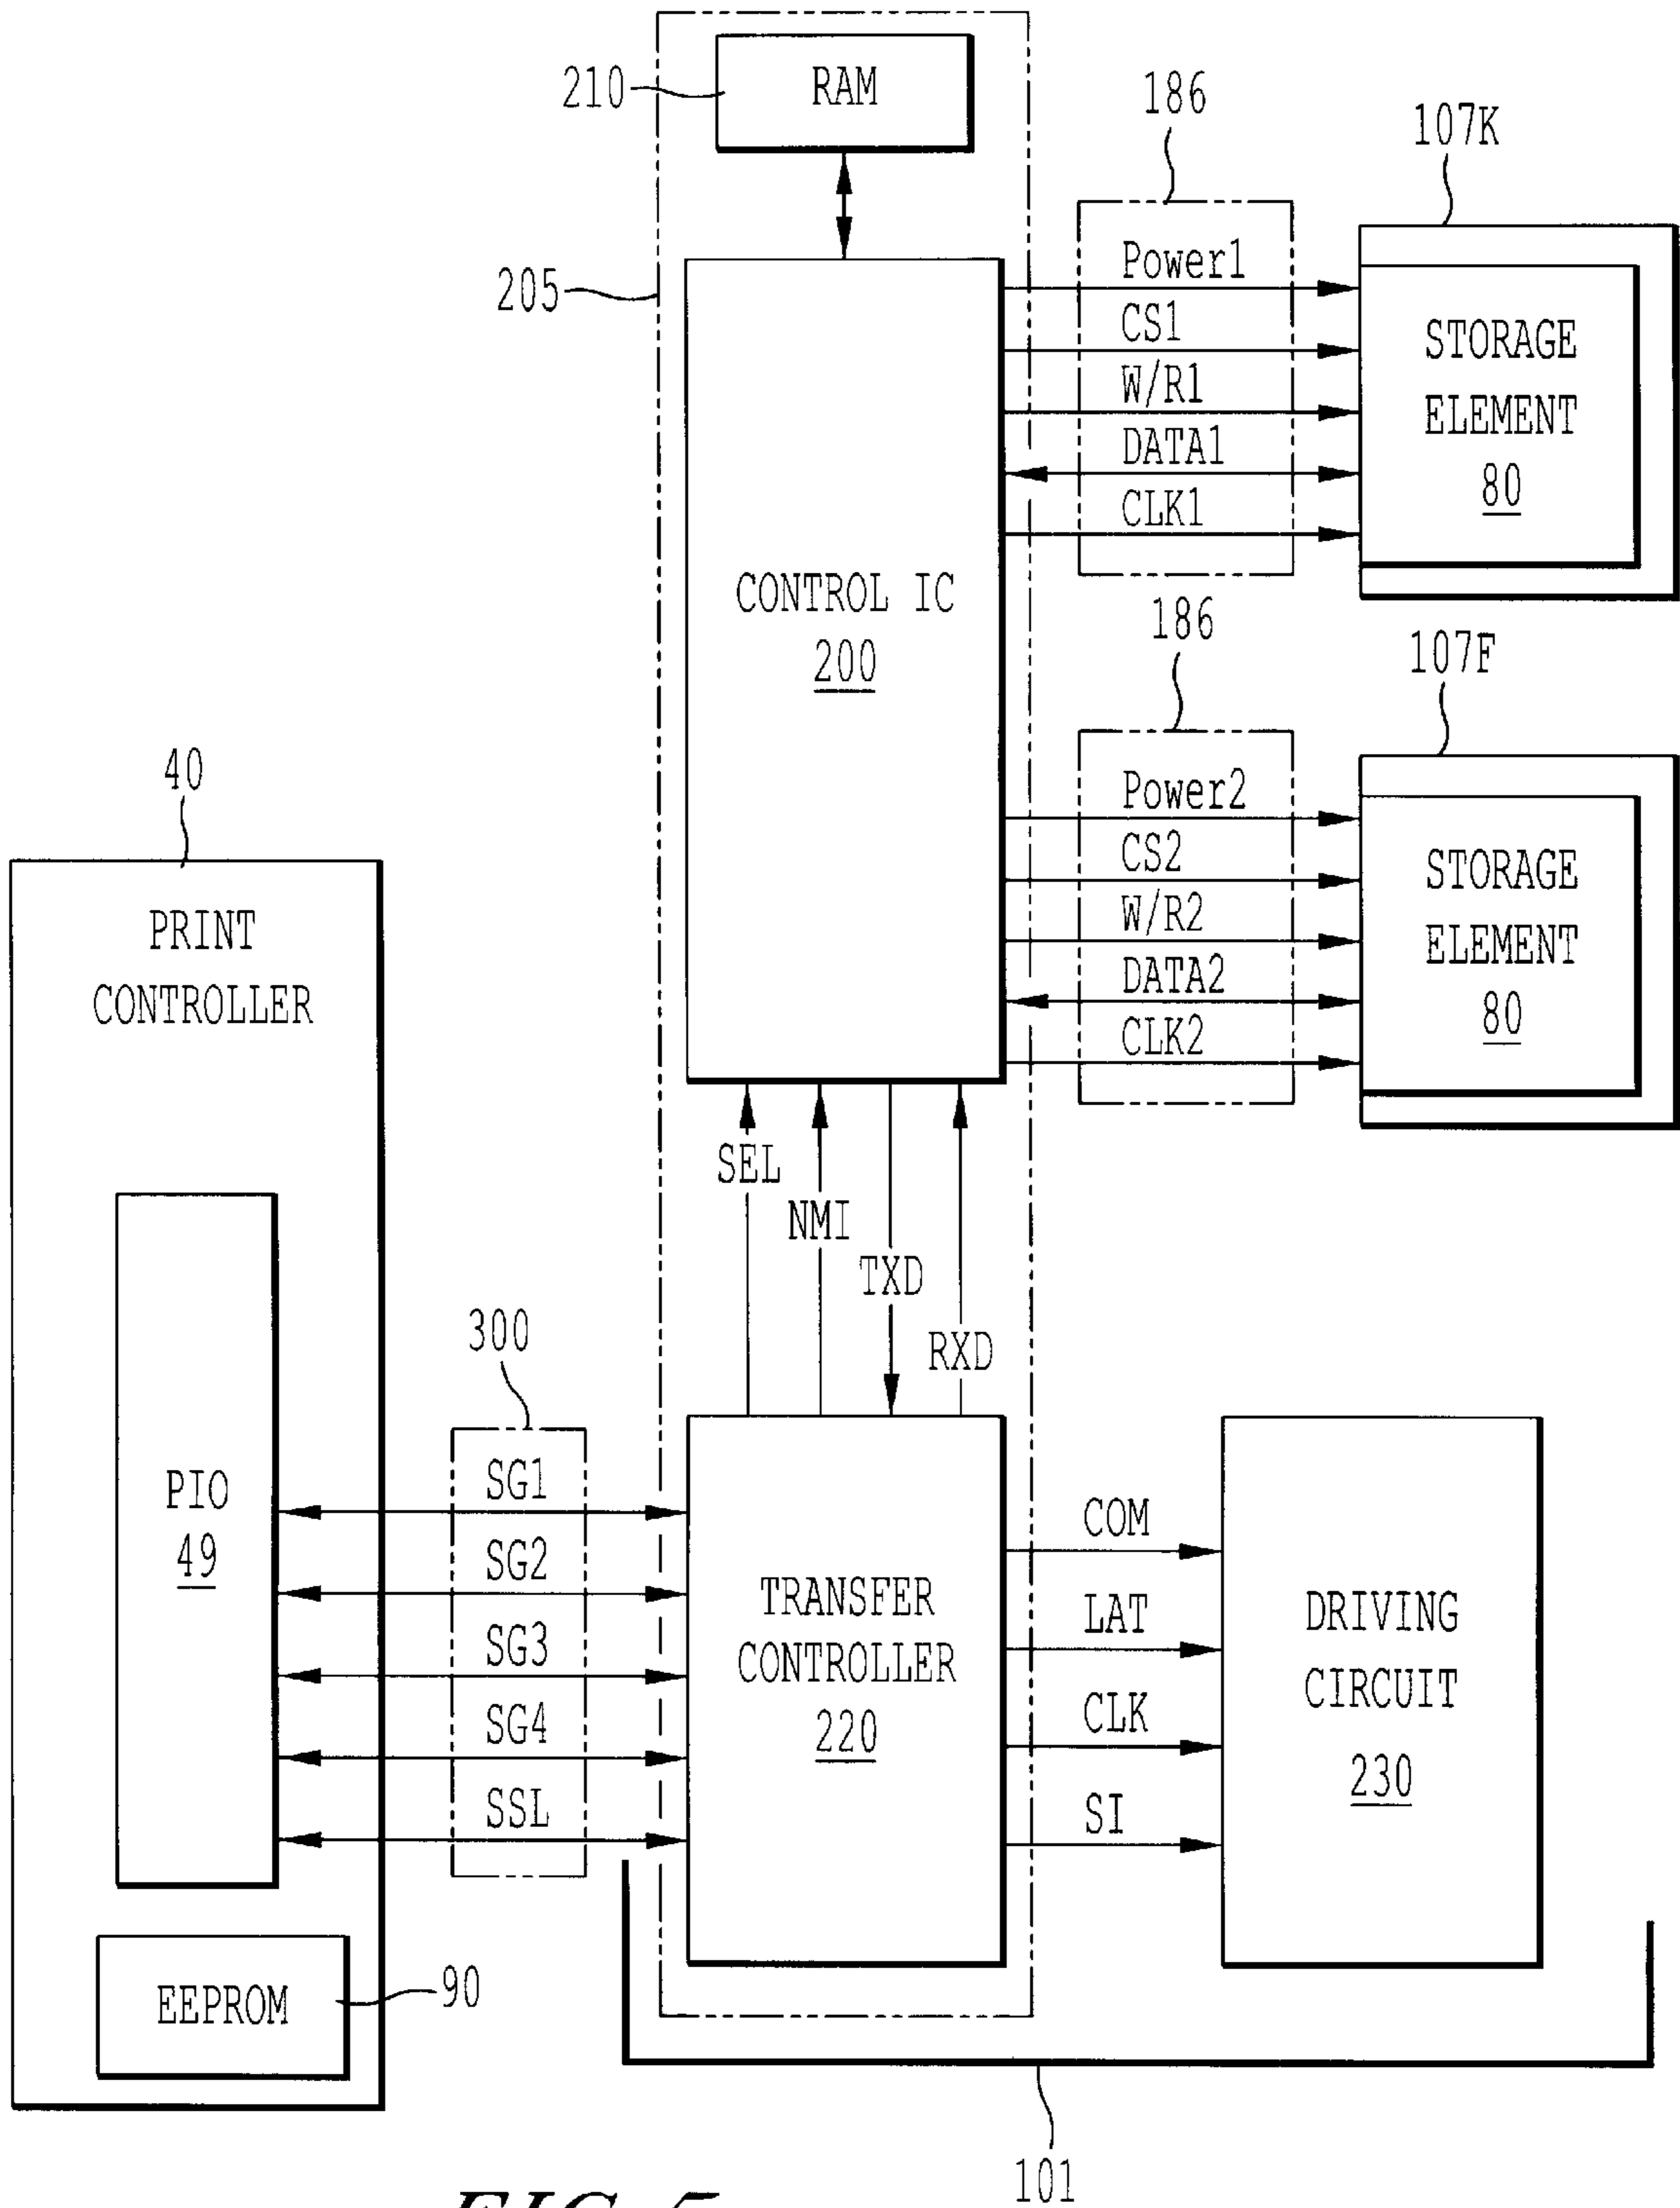 RAM
210
186
107K
205
Power1
CS1
W/R1
DATA1
CLK1
STORAGE
ELEMENT
80
CONTROL IC
200
186
107F
Power2
CS2
W/R2
DATA2
CLK2
STORAGE
ELEMENT
80
40
PRINT
CONTROLLER
SEL
NMI
TXD
RXD
300
PIO
49
SG1
SG2
SG3
SG4
SSL
TRANSFER
CONTROLLER
220
COM
LAT
CLK
SI
DRIVING
CIRCUIT
230
EEPROM
90
101
FIG. 5